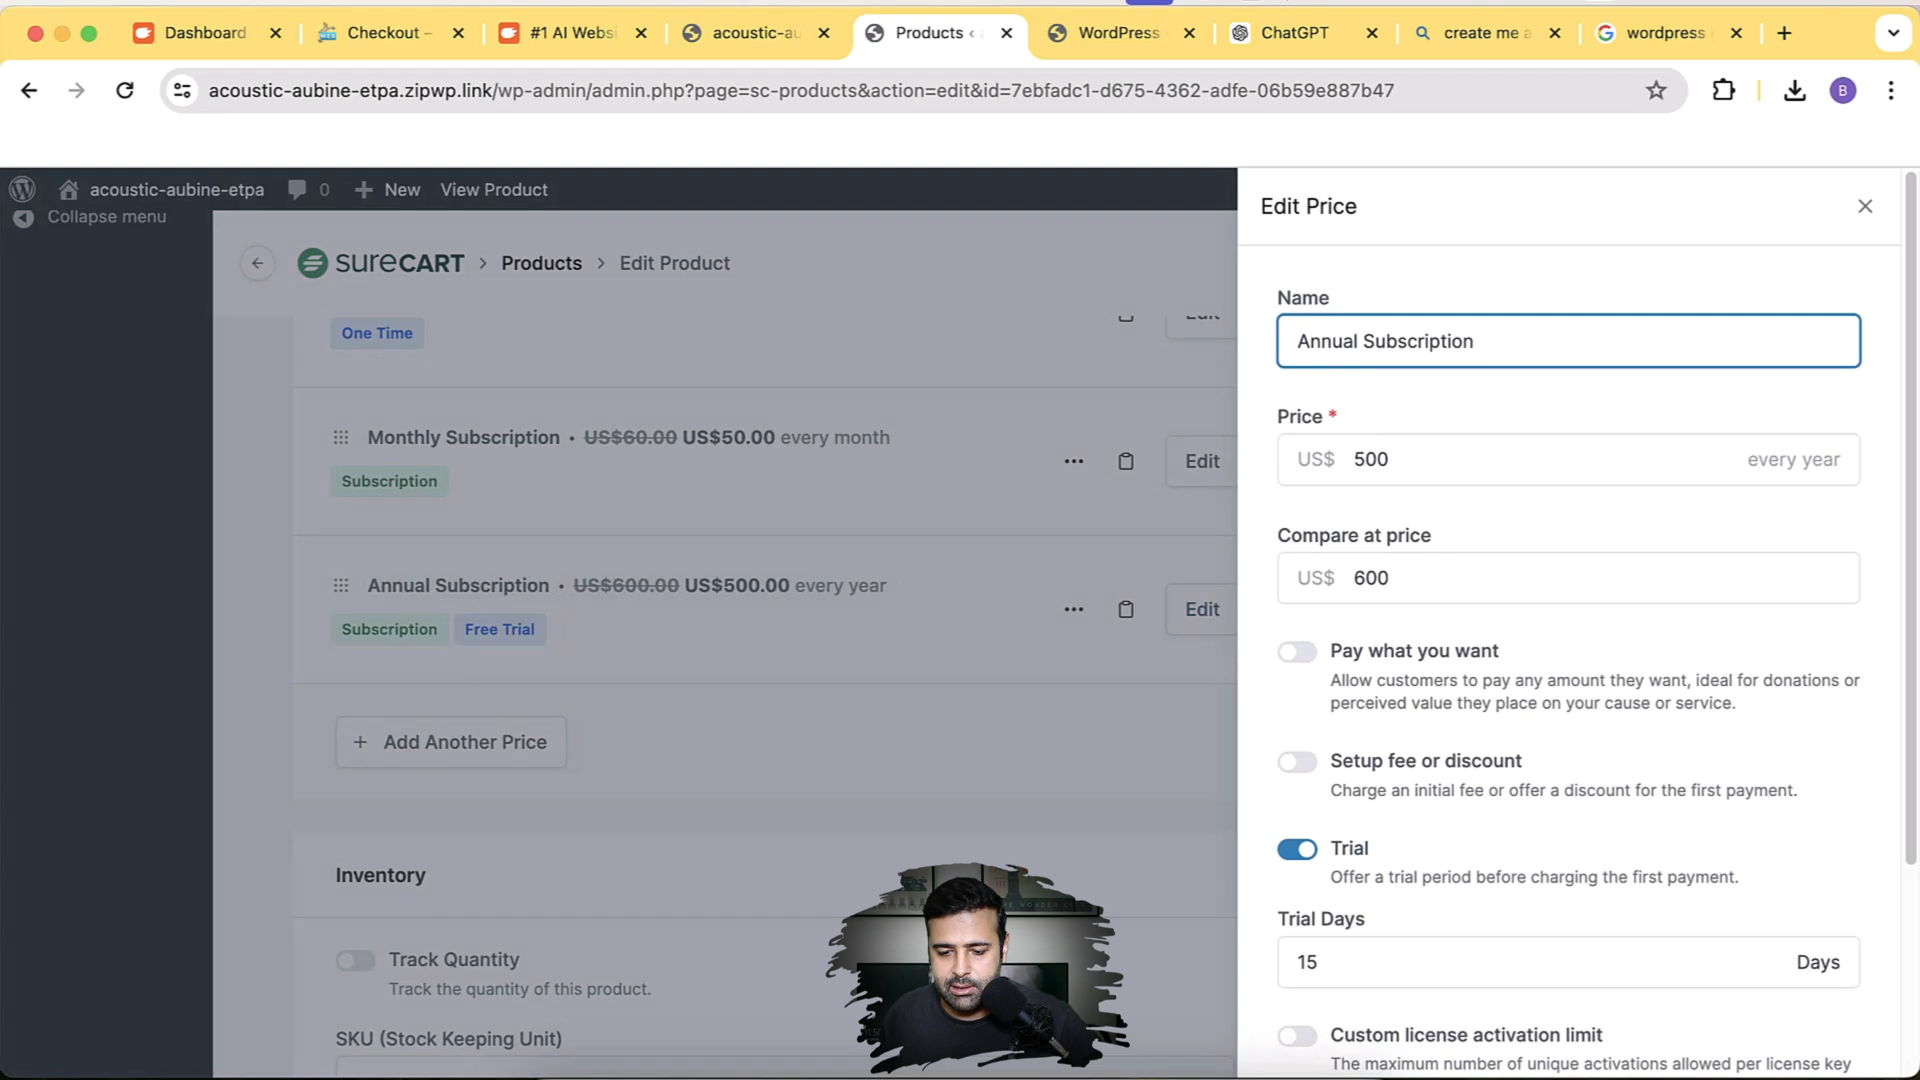 Dashboard
Checkout –
#1 AI Websi
acoustic-au
Products ‹ a
WordPress
ChatGPT
create me a
wordpress
acoustic-aubine-etpa.zipwp.link/wp-admin/admin.php?page=sc-products&action=edit&id=7ebfadc1-d675-4362-adfe-06b59e887b47
B
acoustic-aubine-etpa
0
New
View Product
Collapse menu
SURECART
Products
Edit Product
One Time
Edit
Monthly Subscription • US$60.00 US$50.00 every month
Subscription
Edit
Annual Subscription • US$600.00 US$500.00 every year
Subscription
Free Trial
Edit
+ Add Another Price
Inventory
Track Quantity
Track the quantity of this product.
SKU (Stock Keeping Unit)
Edit Price
Name
Annual Subscription
Price *
US$ 500 every year
Compare at price
US$ 600
Pay what you want
Allow customers to pay any amount they want, ideal for donations or
perceived value they place on your cause or service.
Setup fee or discount
Charge an initial fee or offer a discount for the first payment.
Trial
Offer a trial period before charging the first payment.
Trial Days
15 Days
Custom license activation limit
The maximum number of unique activations allowed per license key